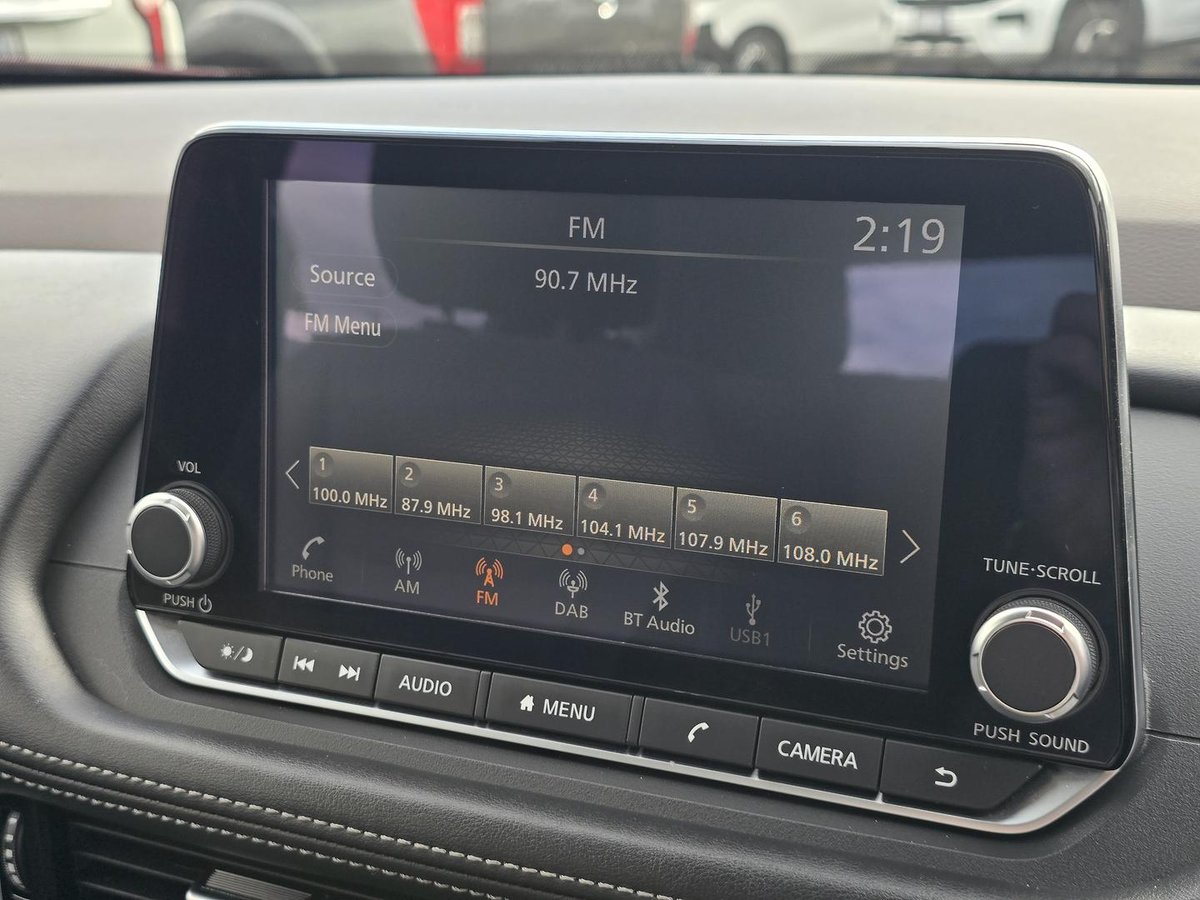 FM
2:19
Source
90.7 MHz
FM Menu
1 2 3 4 5 6
100.0 MHz 87.9 MHz 98.1 MHz 104.1 MHz 107.9 MHz 108.0 MHz
Phone AM FM DAB BT Audio USB1 Settings
VOL
PUSH
TUNE·SCROLL
PUSH SOUND
AUDIO MENU CAMERA